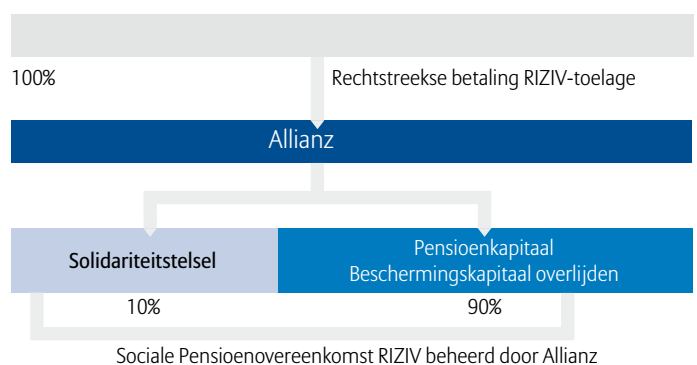 100%
Rechtstreekse betaling RIZIV-toelage
Allianz
Solidariteitstelsel
Pensioenkapitaal
Beschermingskapitaal overlijden
10%
90%
Sociale Pensioenovereenkomst RIZIV beheerd door Allianz